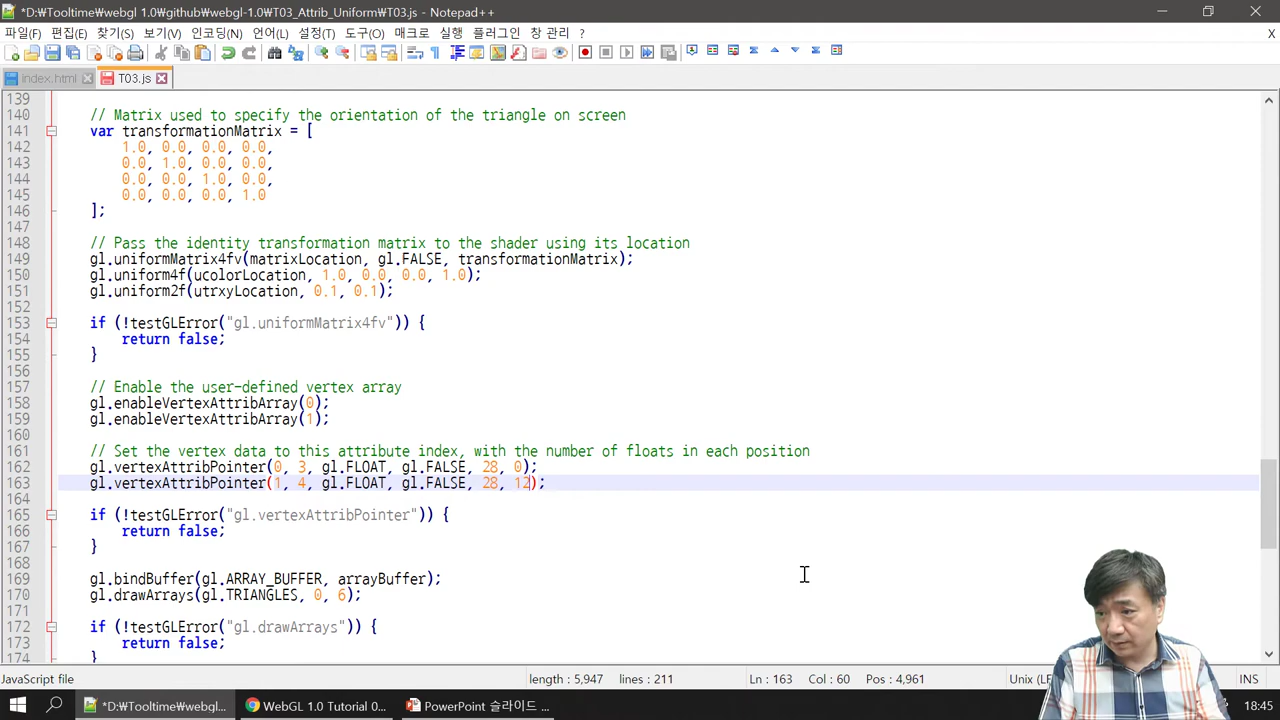 *D:₩Tooltime₩webgl 1.0₩github₩webgl-1.0₩T03_Attrib_Uniform₩T03.js - Notepad++
파일(F) 편집(E) 찾기(S) 보기(V) 인코딩(N) 언어(L) 설정(T) 도구(O) 매크로 실행 플러그인 창 관리 ? X
index.html T03.js
139
140 // Matrix used to specify the orientation of the triangle on screen
141 var transformationMatrix = [
142 1.0, 0.0, 0.0, 0.0,
143 0.0, 1.0, 0.0, 0.0,
144 0.0, 0.0, 1.0, 0.0,
145 0.0, 0.0, 0.0, 1.0
146 ];
147
148 // Pass the identity transformation matrix to the shader using its location
149 gl.uniformMatrix4fv(matrixLocation, gl.FALSE, transformationMatrix);
150 gl.uniform4f(ucolorLocation, 1.0, 0.0, 0.0, 1.0);
151 gl.uniform2f(utrxyLocation, 0.1, 0.1);
152
153 if (!testGLError("gl.uniformMatrix4fv")) {
154 return false;
155 }
156
157 // Enable the user-defined vertex array
158 gl.enableVertexAttribArray(0);
159 gl.enableVertexAttribArray(1);
160
161 // Set the vertex data to this attribute index, with the number of floats in each position
162 gl.vertexAttribPointer(0, 3, gl.FLOAT, gl.FALSE, 28, 0);
163 gl.vertexAttribPointer(1, 4, gl.FLOAT, gl.FALSE, 28, 12);
164
165 if (!testGLError("gl.vertexAttribPointer")) {
166 return false;
167 }
168
169 gl.bindBuffer(gl.ARRAY_BUFFER, arrayBuffer);
170 gl.drawArrays(gl.TRIANGLES, 0, 6);
171
172 if (!testGLError("gl.drawArrays")) {
173 return false;
174 }
JavaScript file length : 5,947 lines : 211 Ln : 163 Col : 60 Pos : 4,961 Unix (LF INS
*D:₩Tooltime₩webgl... WebGL 1.0 Tutorial 0... PowerPoint 슬라이드 ... 18:45